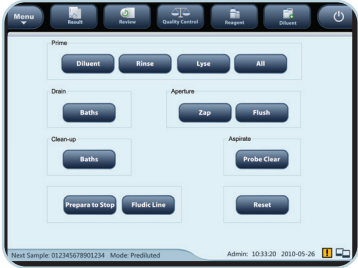 Menu
Result Review Quality Control Reagent Diluent
Prime
Diluent Rinse Lyse All
Drain Aperture
Baths Zap Flush
Clean-up Aspirate
Baths Probe Clear
Prepara to Stop Fludic Line Reset
Next Sample: 012345678901234 Mode: Prediluted Admin: 10:33:20 2010-05-26